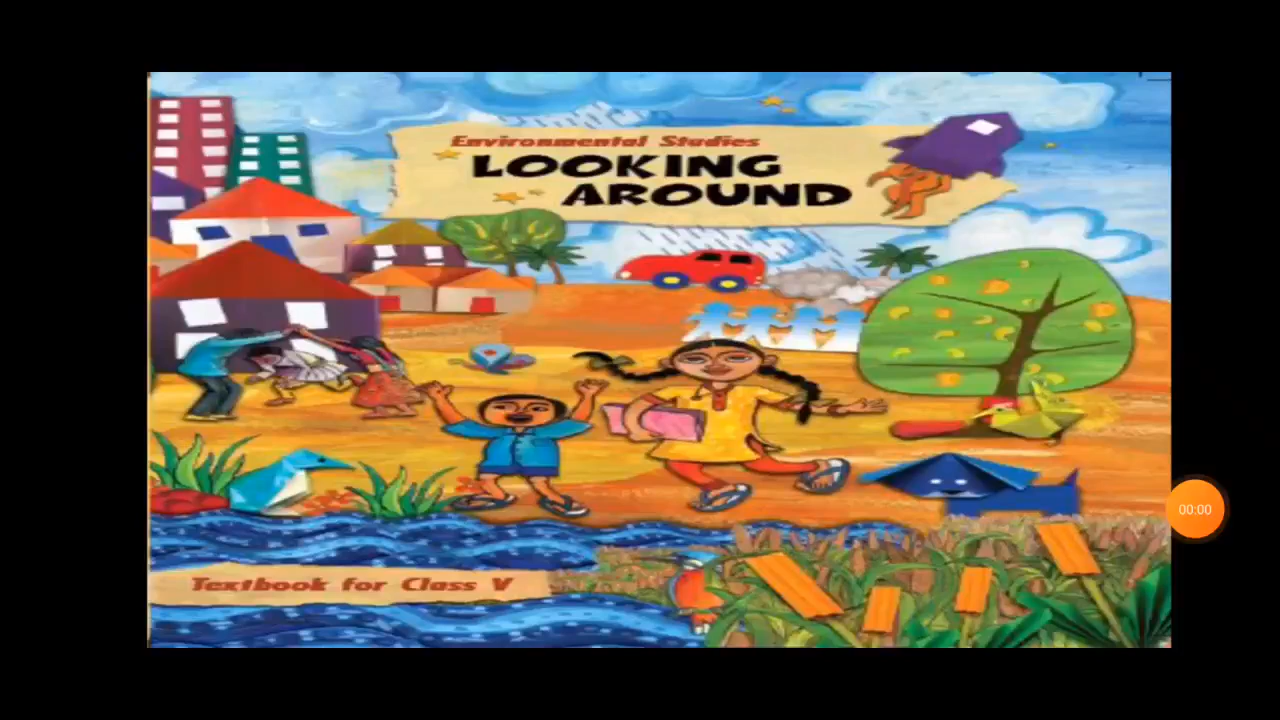 Environmental Studies
LOOKING
AROUND
Textbook for Class V
00:00